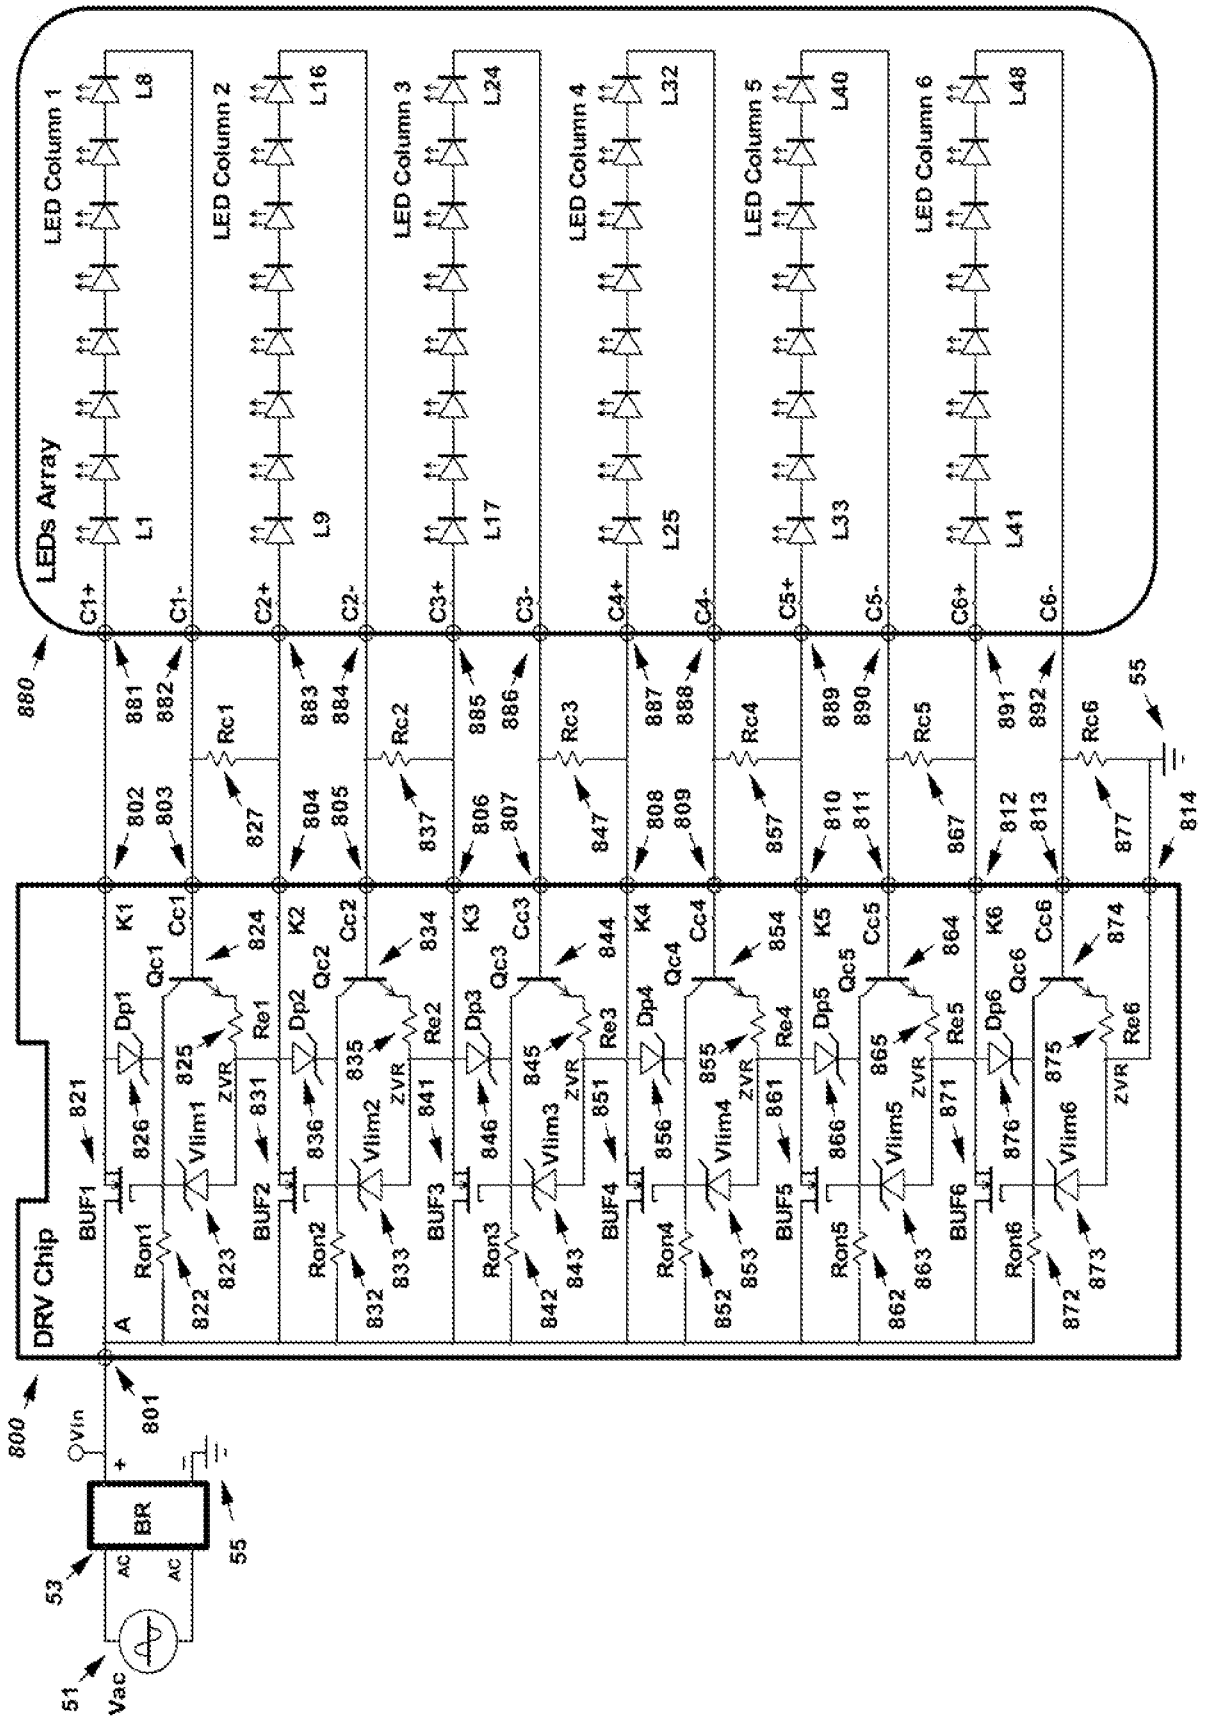 880
LEDs Array
LED Column 1
C1+
L1
L8
881
882
C1-
LED Column 2
C2+
L9
L16
883
884
C2-
LED Column 3
C3+
L17
L24
885
886
C3-
LED Column 4
C4+
L25
L32
887
888
C4-
LED Column 5
C5+
L33
L40
889
890
C5-
LED Column 6
C6+
L41
L48
891
892
C6-
Rc1
827
Rc2
837
Rc3
847
Rc4
857
Rc5
867
Rc6
877
55
802
803
804
805
806
807
808
809
810
811
812
813
814
800
DRV Chip
A
801
K1
Cc1
BUF1
821
Dp1
826
Qc1
824
825
Re1
ZVR
Vlim1
823
Ron1
822
K2
Cc2
BUF2
831
Dp2
836
Qc2
834
835
Re2
ZVR
Vlim2
833
Ron2
832
K3
Cc3
BUF3
841
Dp3
846
Qc3
844
845
Re3
ZVR
Vlim3
843
Ron3
842
K4
Cc4
BUF4
851
Dp4
856
Qc4
854
855
Re4
ZVR
Vlim4
853
Ron4
852
K5
Cc5
BUF5
861
Dp5
866
Qc5
864
865
Re5
ZVR
Vlim5
863
Ron5
862
K6
Cc6
BUF6
871
Dp6
876
Qc6
874
875
Re6
ZVR
Vlim6
873
Ron6
872
Vin
+
-
BR
AC
AC
53
55
51
Vac